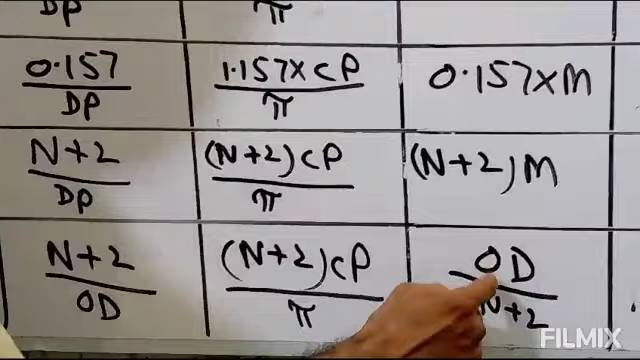 DP π
0.157/DP 1.157×CP/π 0.157×M
N+2/DP (N+2)CP/π (N+2)M
N+2/OD (N+2)CP/π OD/N+2
FILMIX